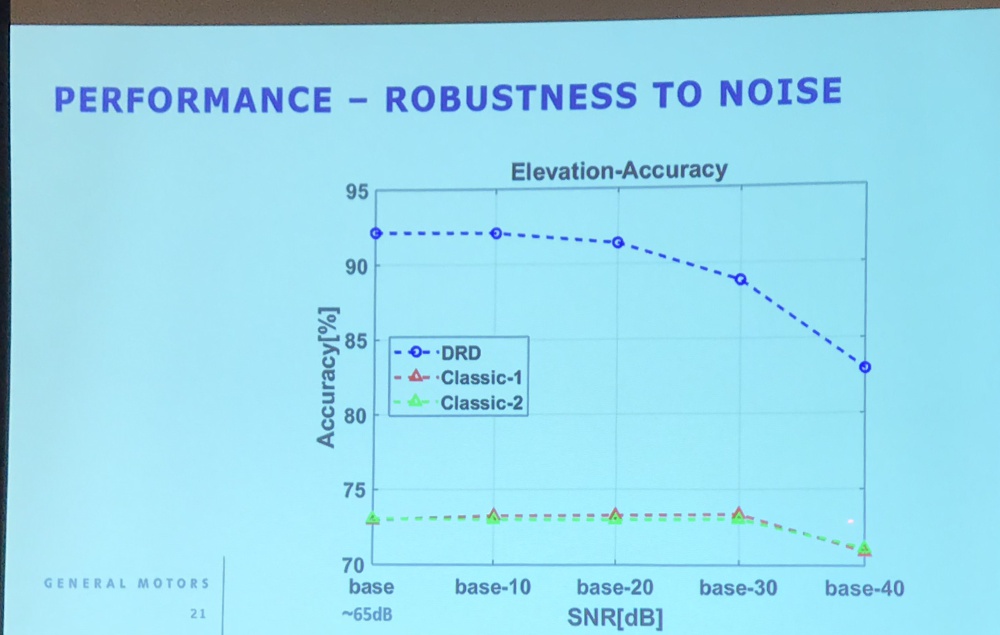 PERFORMANCE – ROBUSTNESS TO NOISE
Elevation-Accuracy
95
90
85
80
75
70
Accuracy[%]
DRD
Classic-1
Classic-2
base
base-10
base-20
base-30
base-40
~65dB
SNR[dB]
GENERAL MOTORS
21